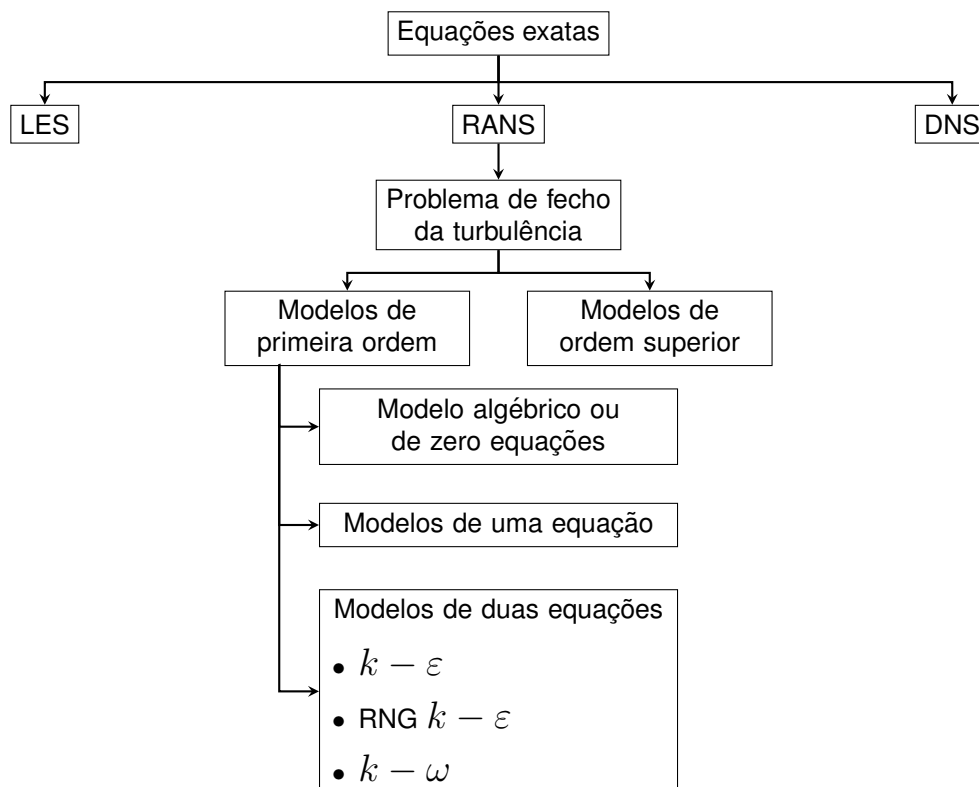 Equações exatas
LES
RANS
DNS
Problema de fecho
da turbulência
Modelos de
primeira ordem
Modelos de
ordem superior
Modelo algébrico ou
de zero equações
Modelos de uma equação
Modelos de duas equações
• k − ε
• RNG k − ε
• k − ω